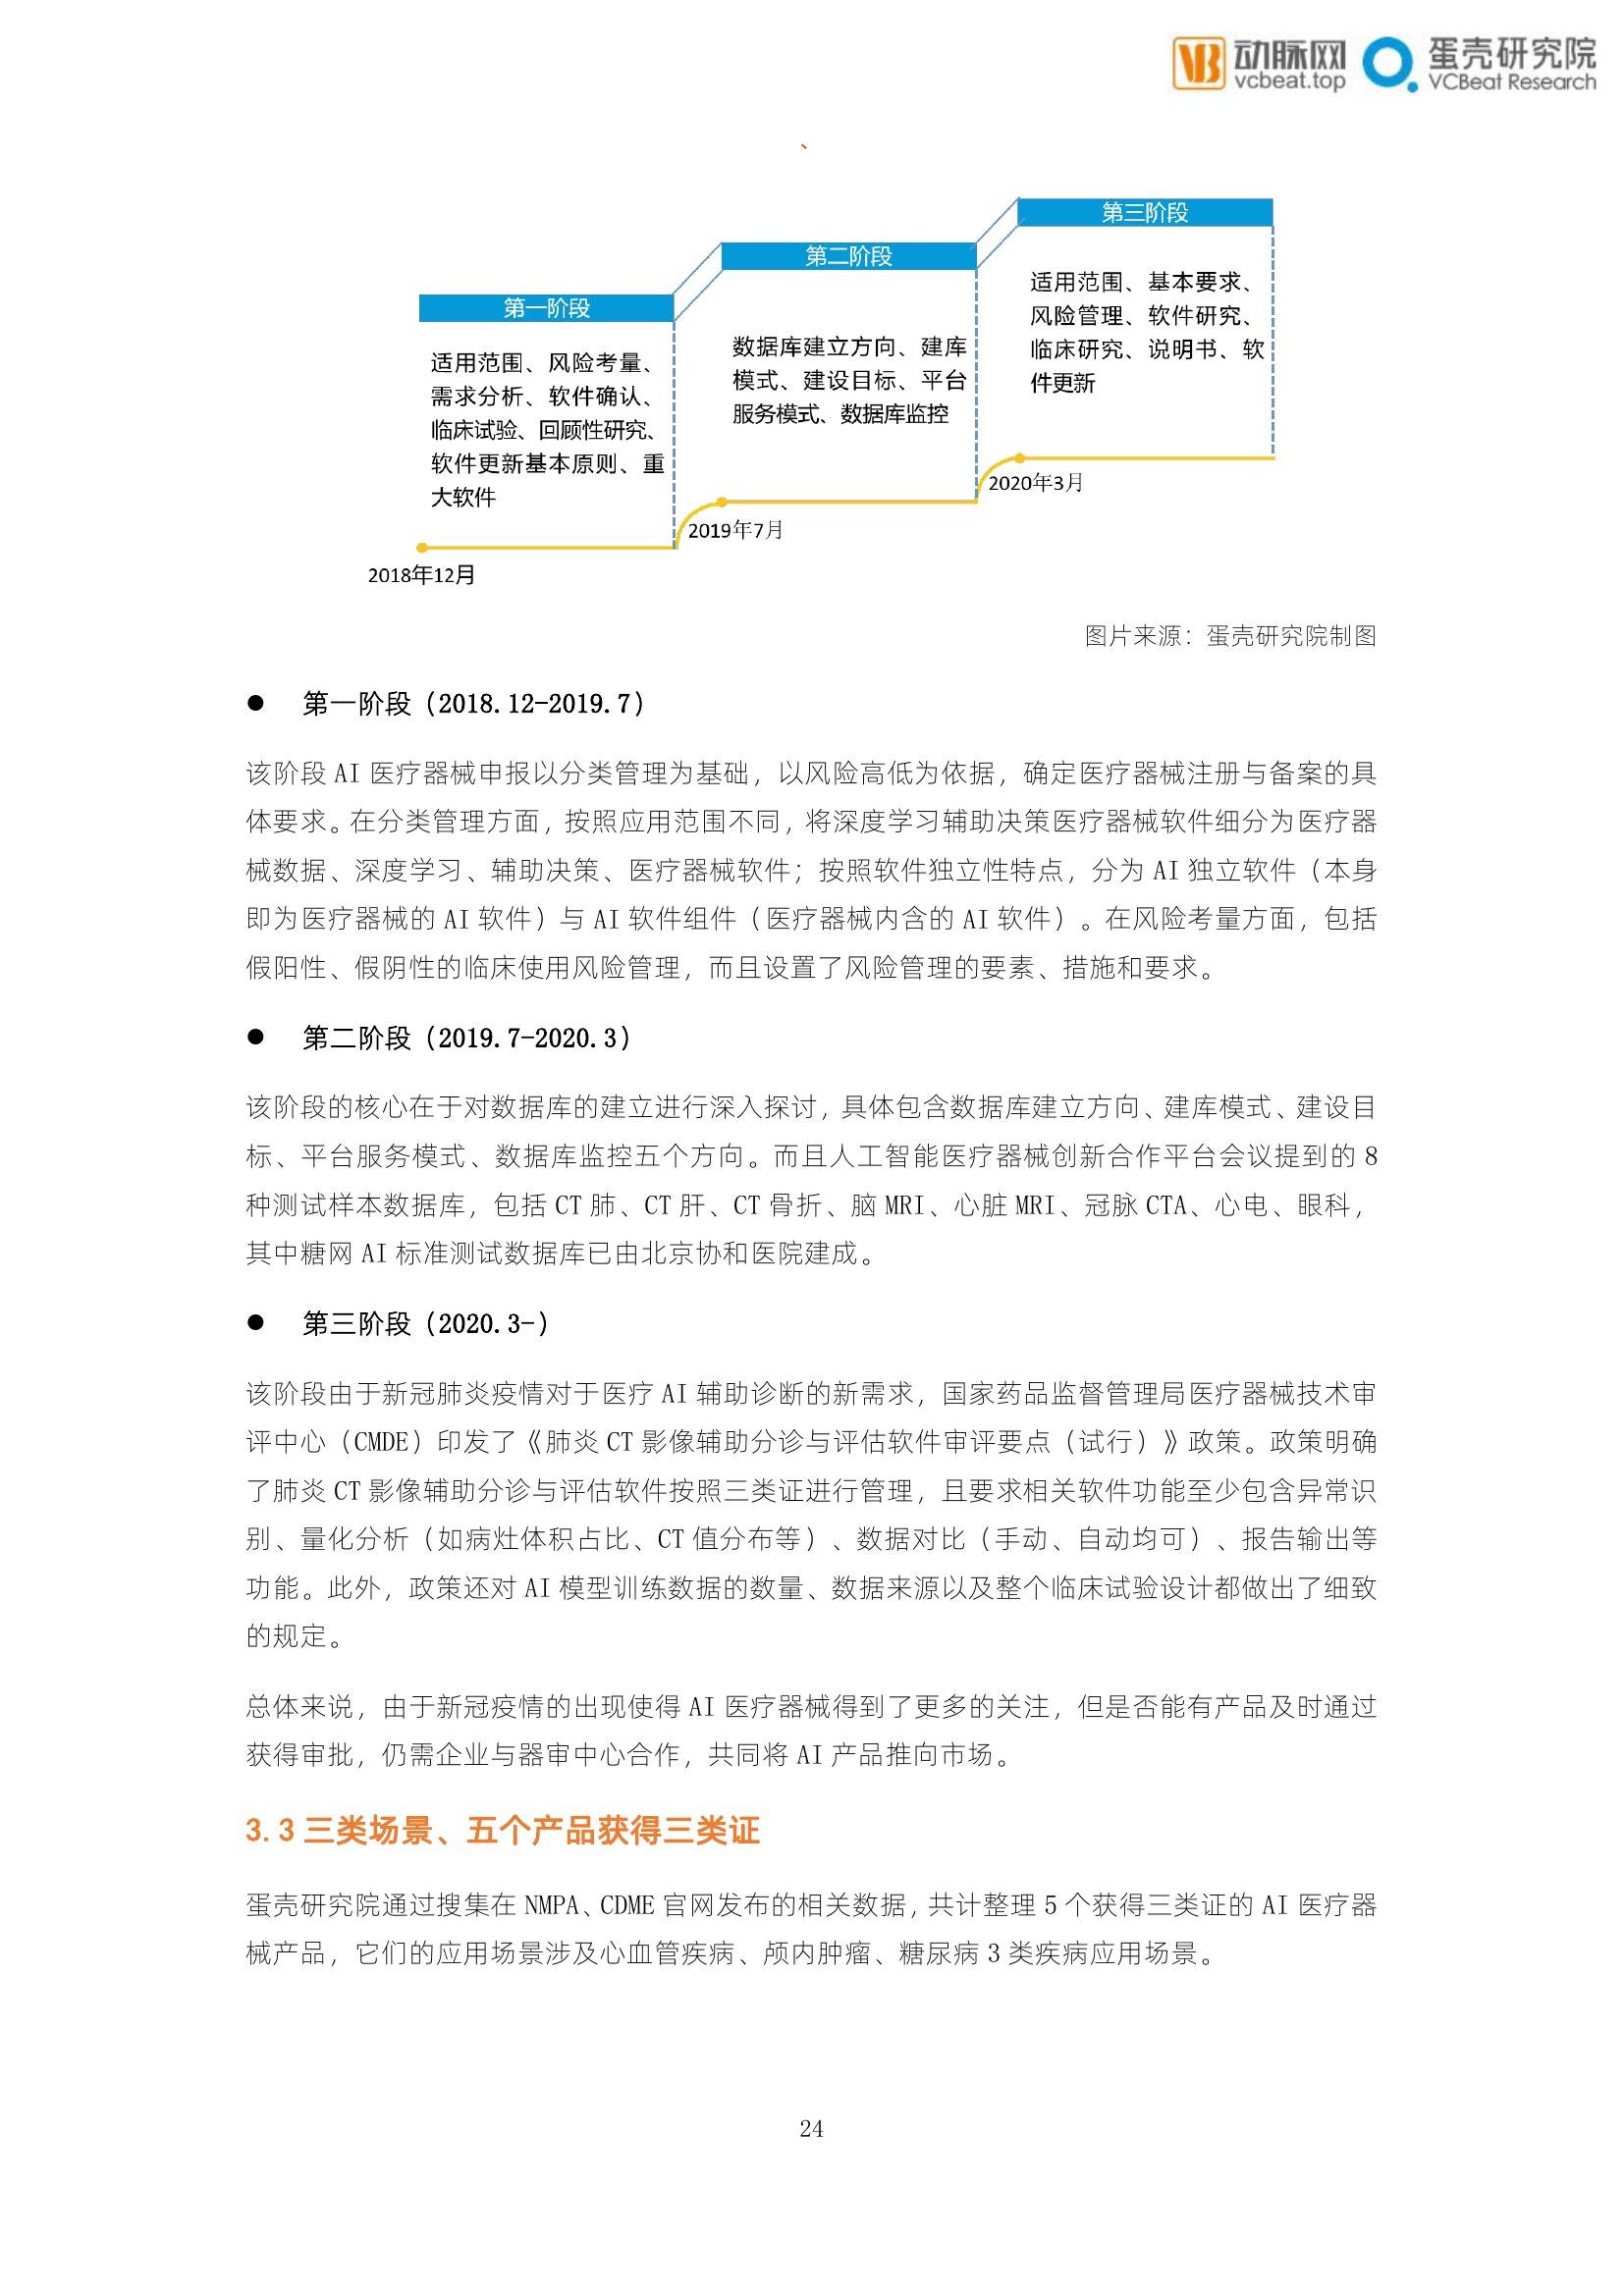 动脉网
vcbeat.top
蛋壳研究院
VCBeat Research
、
第一阶段
适用范围、风险考量、
需求分析、软件确认、
临床试验、回顾性研究、
软件更新基本原则、重
大软件
2018年12月
第二阶段
数据库建立方向、建库
模式、建设目标、平台
服务模式、数据库监控
2019年7月
第三阶段
适用范围、基本要求、
风险管理、软件研究、
临床研究、说明书、软
件更新
2020年3月
图片来源：蛋壳研究院制图
● 第一阶段（2018.12-2019.7）
该阶段 AI 医疗器械申报以分类管理为基础，以风险高低为依据，确定医疗器械注册与备案的具
体要求。在分类管理方面，按照应用范围不同，将深度学习辅助决策医疗器械软件细分为医疗器
械数据、深度学习、辅助决策、医疗器械软件；按照软件独立性特点，分为 AI 独立软件（本身
即为医疗器械的 AI 软件）与 AI 软件组件（医疗器械内含的 AI 软件）。在风险考量方面，包括
假阳性、假阴性的临床使用风险管理，而且设置了风险管理的要素、措施和要求。
● 第二阶段（2019.7-2020.3）
该阶段的核心在于对数据库的建立进行深入探讨，具体包含数据库建立方向、建库模式、建设目
标、平台服务模式、数据库监控五个方向。而且人工智能医疗器械创新合作平台会议提到的 8
种测试样本数据库，包括 CT 肺、CT 肝、CT 骨折、脑 MRI、心脏 MRI、冠脉 CTA、心电、眼科，
其中糖网 AI 标准测试数据库已由北京协和医院建成。
● 第三阶段（2020.3-）
该阶段由于新冠肺炎疫情对于医疗 AI 辅助诊断的新需求，国家药品监督管理局医疗器械技术审
评中心（CMDE）印发了《肺炎 CT 影像辅助分诊与评估软件审评要点（试行）》政策。政策明确
了肺炎 CT 影像辅助分诊与评估软件按照三类证进行管理，且要求相关软件功能至少包含异常识
别、量化分析（如病灶体积占比、CT 值分布等）、数据对比（手动、自动均可）、报告输出等
功能。此外，政策还对 AI 模型训练数据的数量、数据来源以及整个临床试验设计都做出了细致
的规定。
总体来说，由于新冠疫情的出现使得 AI 医疗器械得到了更多的关注，但是否能有产品及时通过
获得审批，仍需企业与器审中心合作，共同将 AI 产品推向市场。
3.3 三类场景、五个产品获得三类证
蛋壳研究院通过搜集在 NMPA、CDME 官网发布的相关数据，共计整理 5 个获得三类证的 AI 医疗器
械产品，它们的应用场景涉及心血管疾病、颅内肿瘤、糖尿病 3 类疾病应用场景。
24